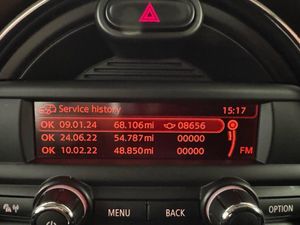 Service history 15:17
OK 09.01.24 68.106mi 08656
OK 24.06.22 54.787mi 00000
OK 10.02.22 48.850mi 00000
FM
MENU BACK OPTION